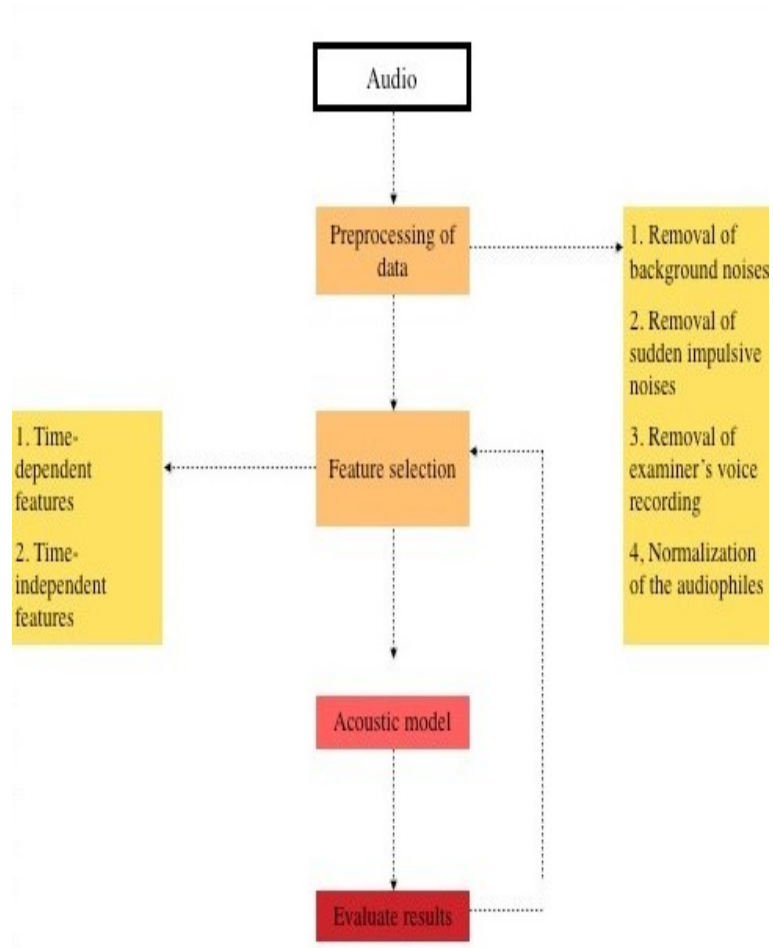 Audio
Preprocessing of
data
1. Removal of
background noises
2. Removal of
sudden impulsive
noises
3. Removal of
examiner's voice
recording
4, Normalization
of the audiophiles
1. Time-
dependent
features
2. Time-
independent
features
Feature selection
Acoustic model
Evaluate results